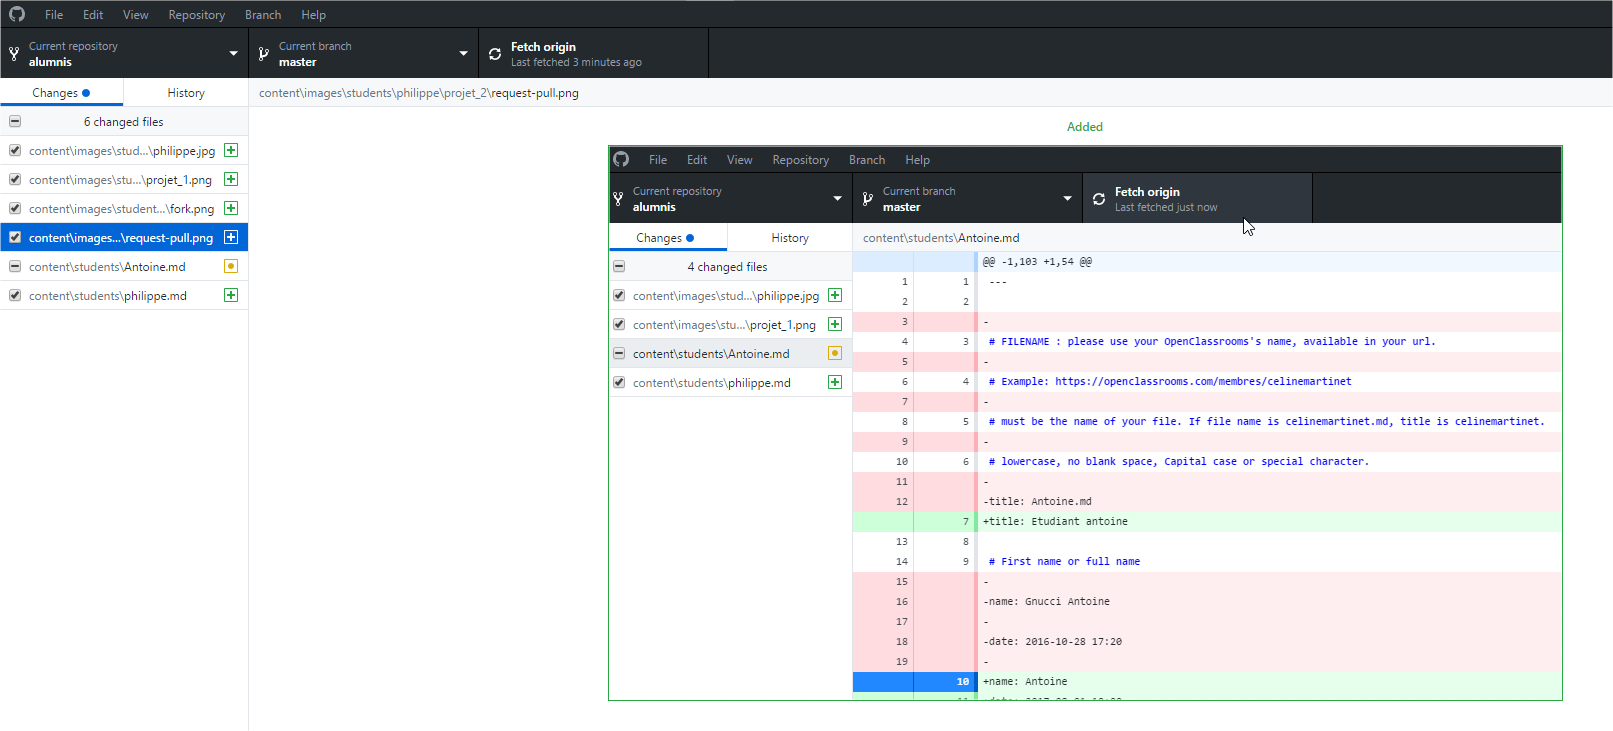 File Edit View Repository Branch Help
Current repository
alumnis
Current branch
master
Fetch origin
Last fetched 3 minutes ago
Changes
History
content\images\students\philippe\projet_2\request-pull.png
6 changed files
content\images\stud...\philippe.jpg
content\images\stu...\projet_1.png
content\images\student...\fork.png
content\images...\request-pull.png
content\students\Antoine.md
content\students\philippe.md
Added
File Edit View Repository Branch Help
Current repository
alumnis
Current branch
master
Fetch origin
Last fetched just now
Changes
History
content\students\Antoine.md
4 changed files
content\images\stud...\philippe.jpg
content\images\stu...\projet_1.png
content\students\Antoine.md
content\students\philippe.md
@@ -1,103 +1,54 @@
1 1 ---
2 2
3 -
4 3 # FILENAME : please use your OpenClassrooms's name, available in your url.
5 -
6 4 # Example: https://openclassrooms.com/membres/celinemartinet
7 -
8 5 # must be the name of your file. If file name is celinemartinet.md, title is celinemartinet.
9 -
10 6 # lowercase, no blank space, Capital case or special character.
11 -
12 -title: Antoine.md
7 +title: Etudiant antoine
13 8
14 9 # First name or full name
15 -
16 -name: Gnucci Antoine
17 -
18 -date: 2016-10-28 17:20
19 -
10 +name: Antoine